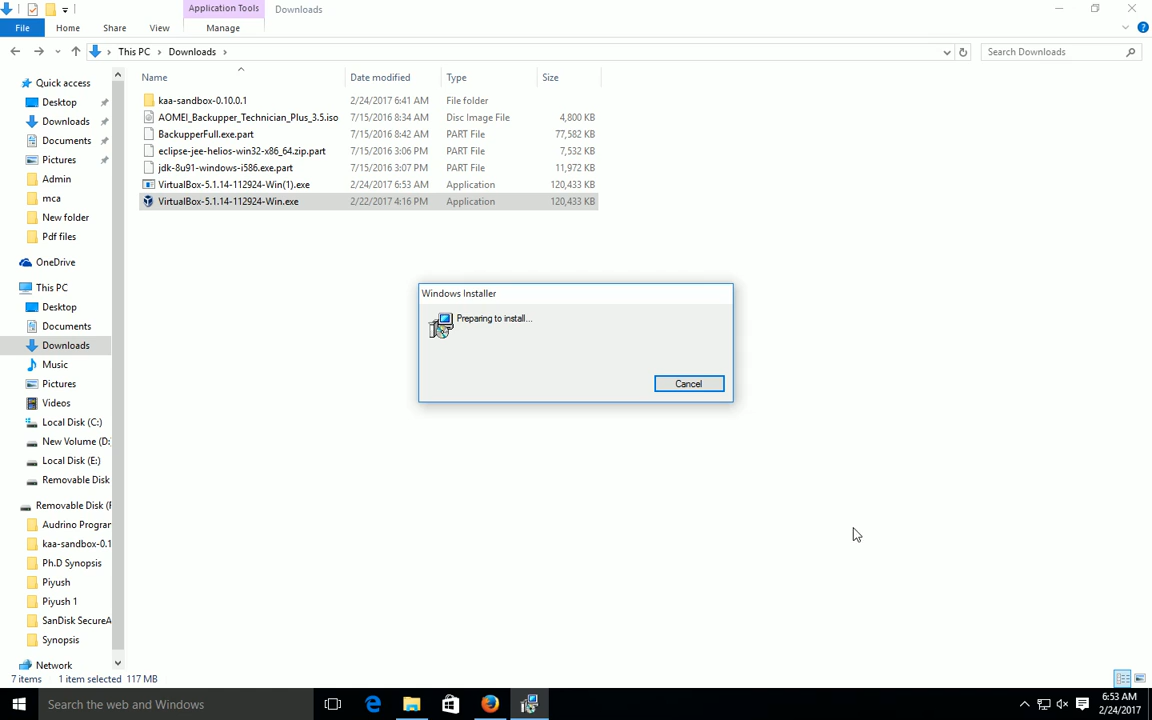 Application Tools
Downloads
File
Home
Share
View
Manage
This PC
Downloads
Search Downloads
Name
Date modified
Type
Size
kaa-sandbox-0.10.0.1
2/24/2017 6:41 AM
File folder
AOMEI_Backupper_Technician_Plus_3.5.iso
7/15/2016 8:34 AM
Disc Image File
4,800 KB
BackupperFull.exe.part
7/15/2016 8:42 AM
PART File
77,582 KB
eclipse-jee-helios-win32-x86_64.zip.part
7/15/2016 3:06 PM
PART File
7,532 KB
jdk-8u91-windows-i586.exe.part
7/15/2016 3:07 PM
PART File
11,972 KB
VirtualBox-5.1.14-112924-Win(1).exe
2/24/2017 6:53 AM
Application
120,433 KB
VirtualBox-5.1.14-112924-Win.exe
2/22/2017 4:16 PM
Application
120,433 KB
Quick access
Desktop
Downloads
Documents
Pictures
Admin
mca
New folder
Pdf files
OneDrive
This PC
Desktop
Documents
Downloads
Music
Pictures
Videos
Local Disk (C:)
New Volume (D:
Local Disk (E:)
Removable Disk
Removable Disk (F
Audrino Progran
kaa-sandbox-0.1
Ph.D Synopsis
Piyush
Piyush 1
SanDisk SecureA
Synopsis
Network
Windows Installer
Preparing to install...
Cancel
7 items
1 item selected 117 MB
Search the web and Windows
6:53 AM
2/24/2017